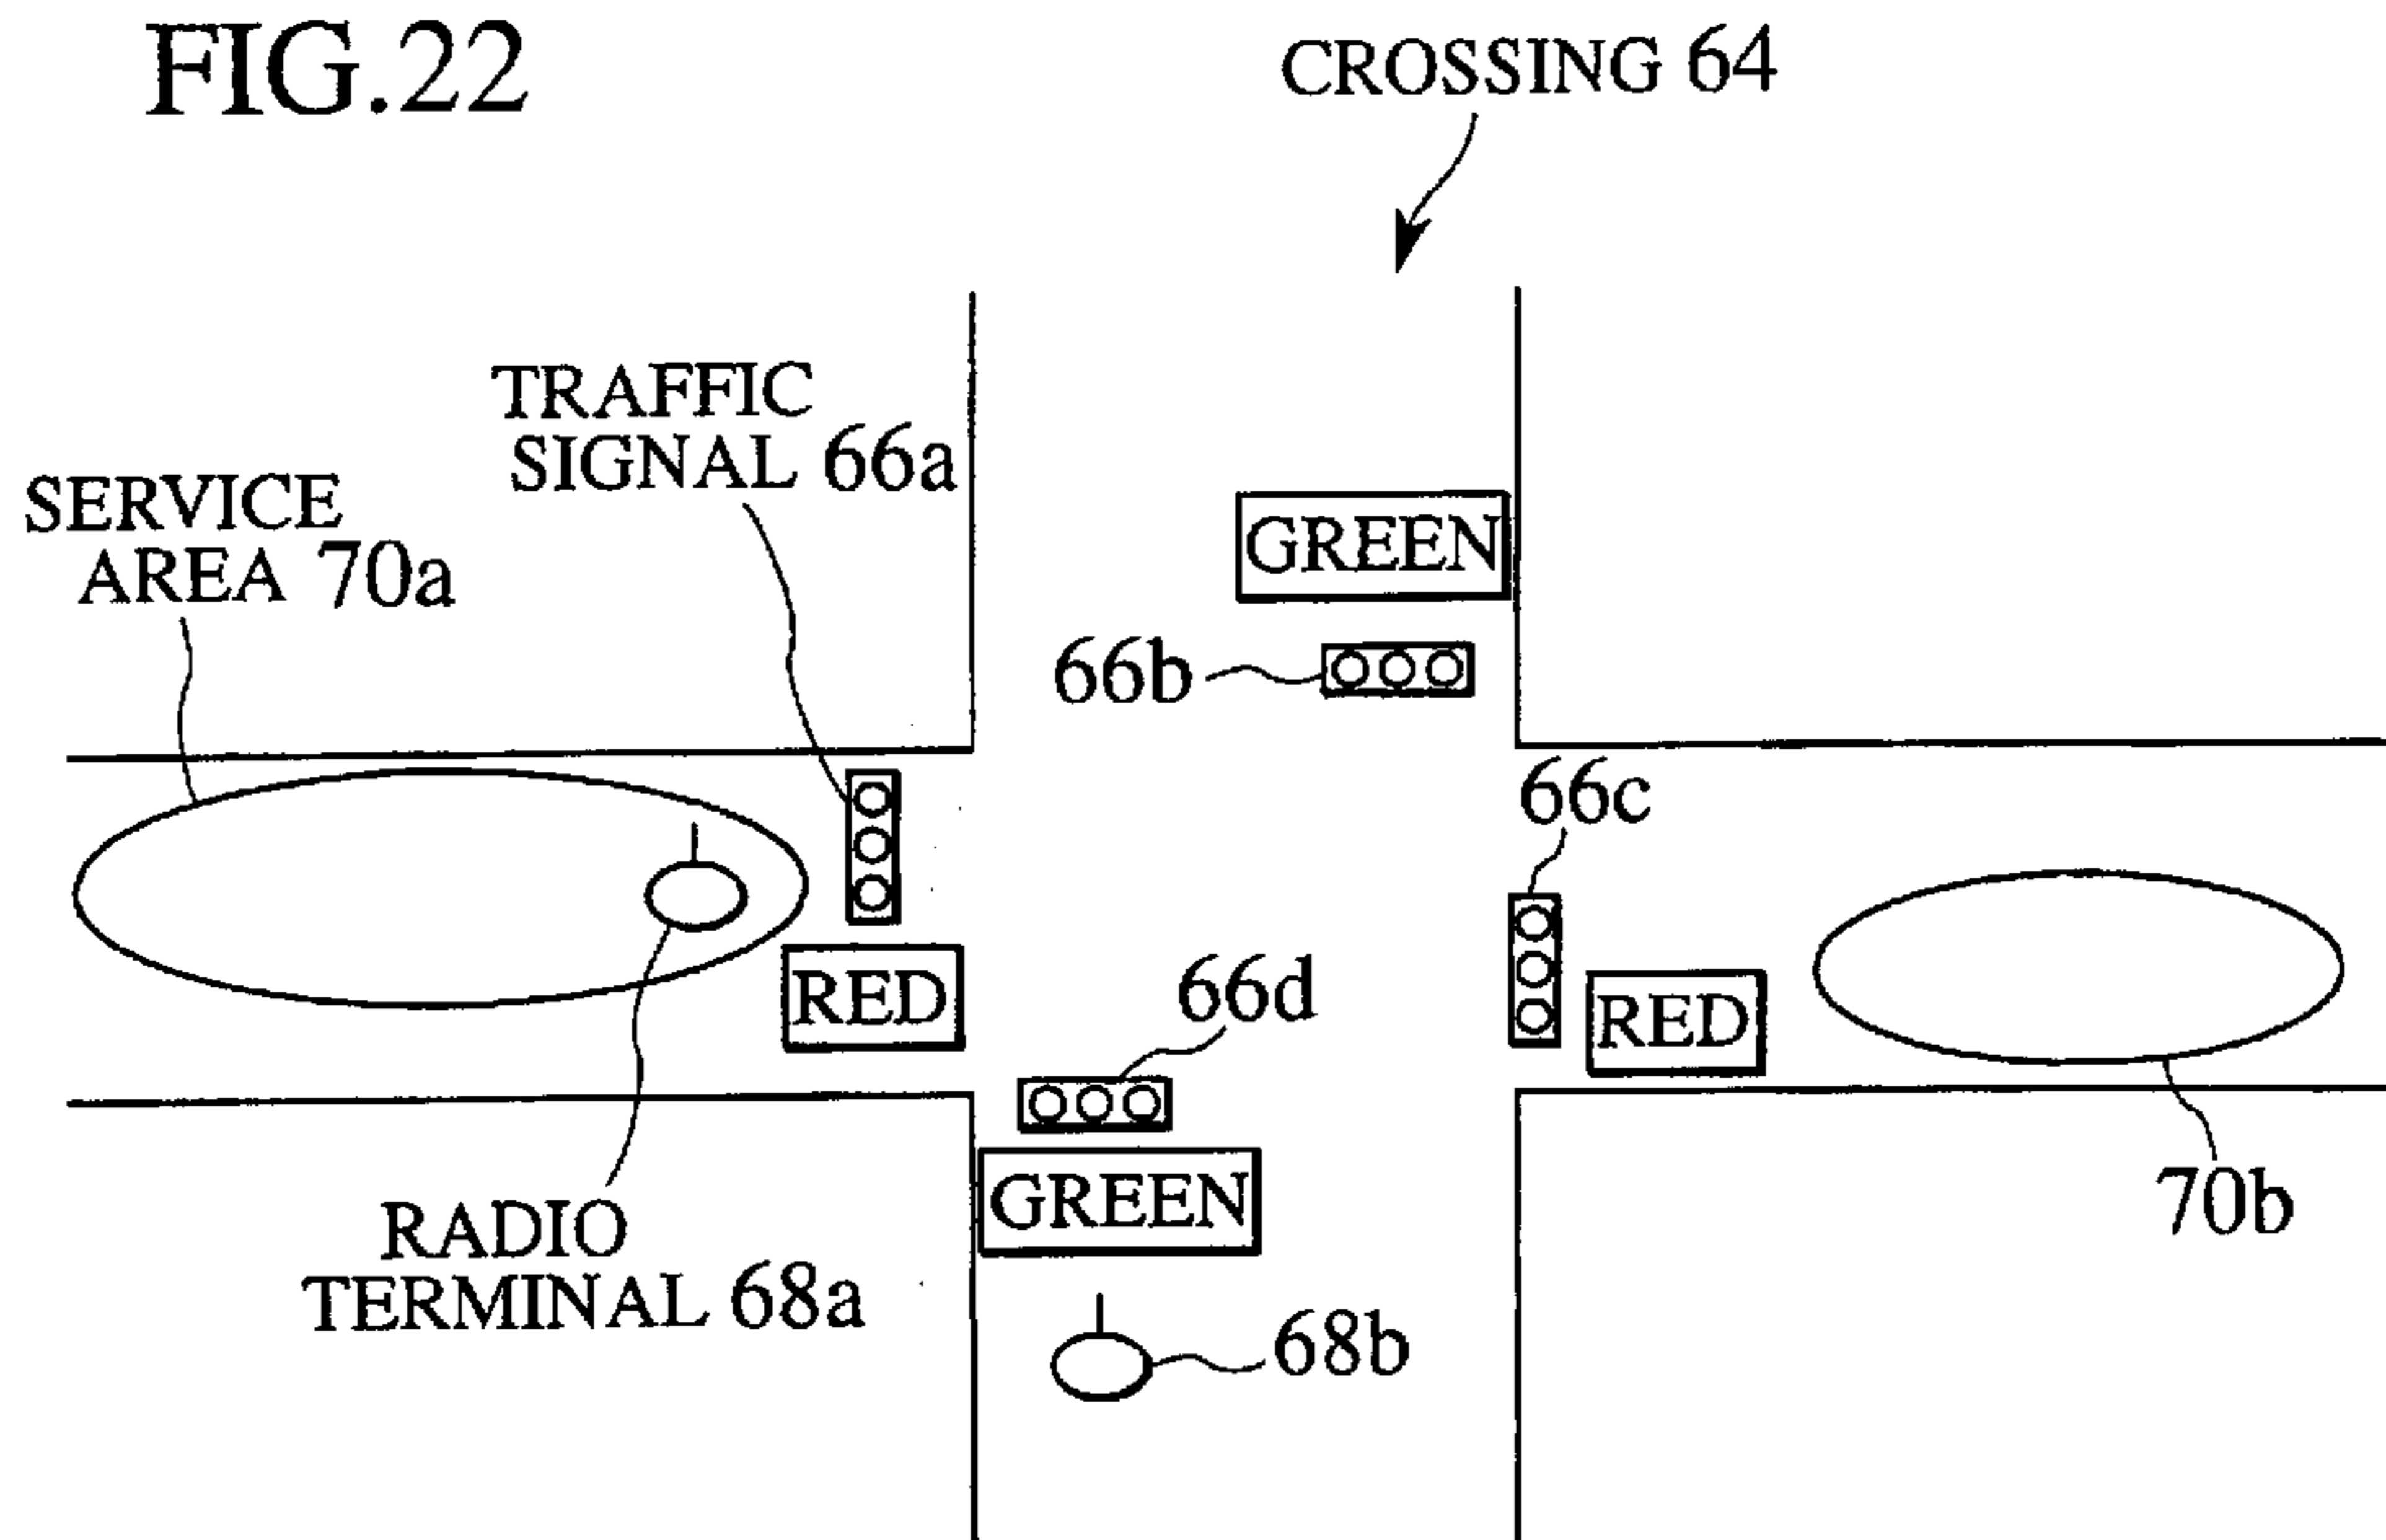 FIG.22
CROSSING 64
TRAFFIC
SIGNAL 66a
SERVICE
AREA 70a
GREEN
66b
66c
RED
66d
RED
GREEN
70b
RADIO
TERMINAL 68a
68b